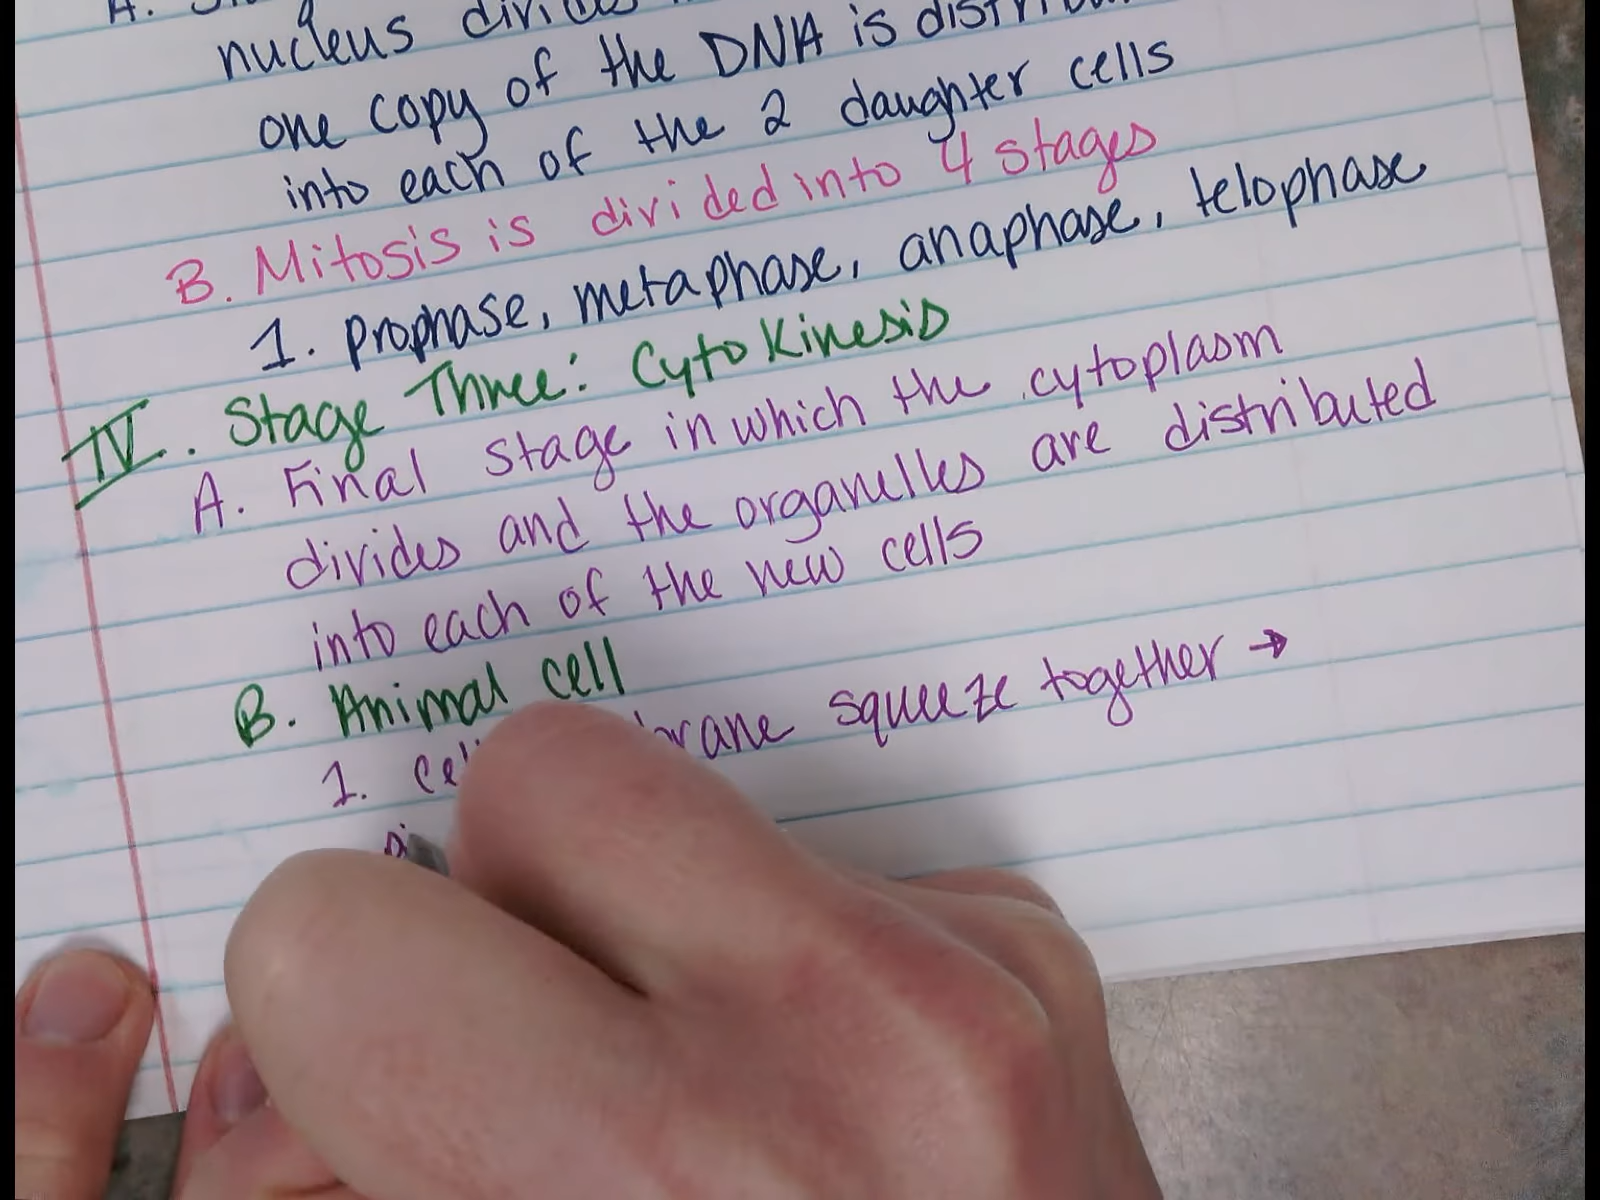 A.
nucleus divides
one copy of the DNA is
into each of the 2 daughter cells
B. Mitosis is divided into 4 stages
1. prophase, metaphase, anaphase, telophase
IV. Stage Three: Cytokinesis
A. Final stage in which the cytoplasm
divides and the organelles are distributed
into each of the new cells
B. Animal cell
1. squeeze together →